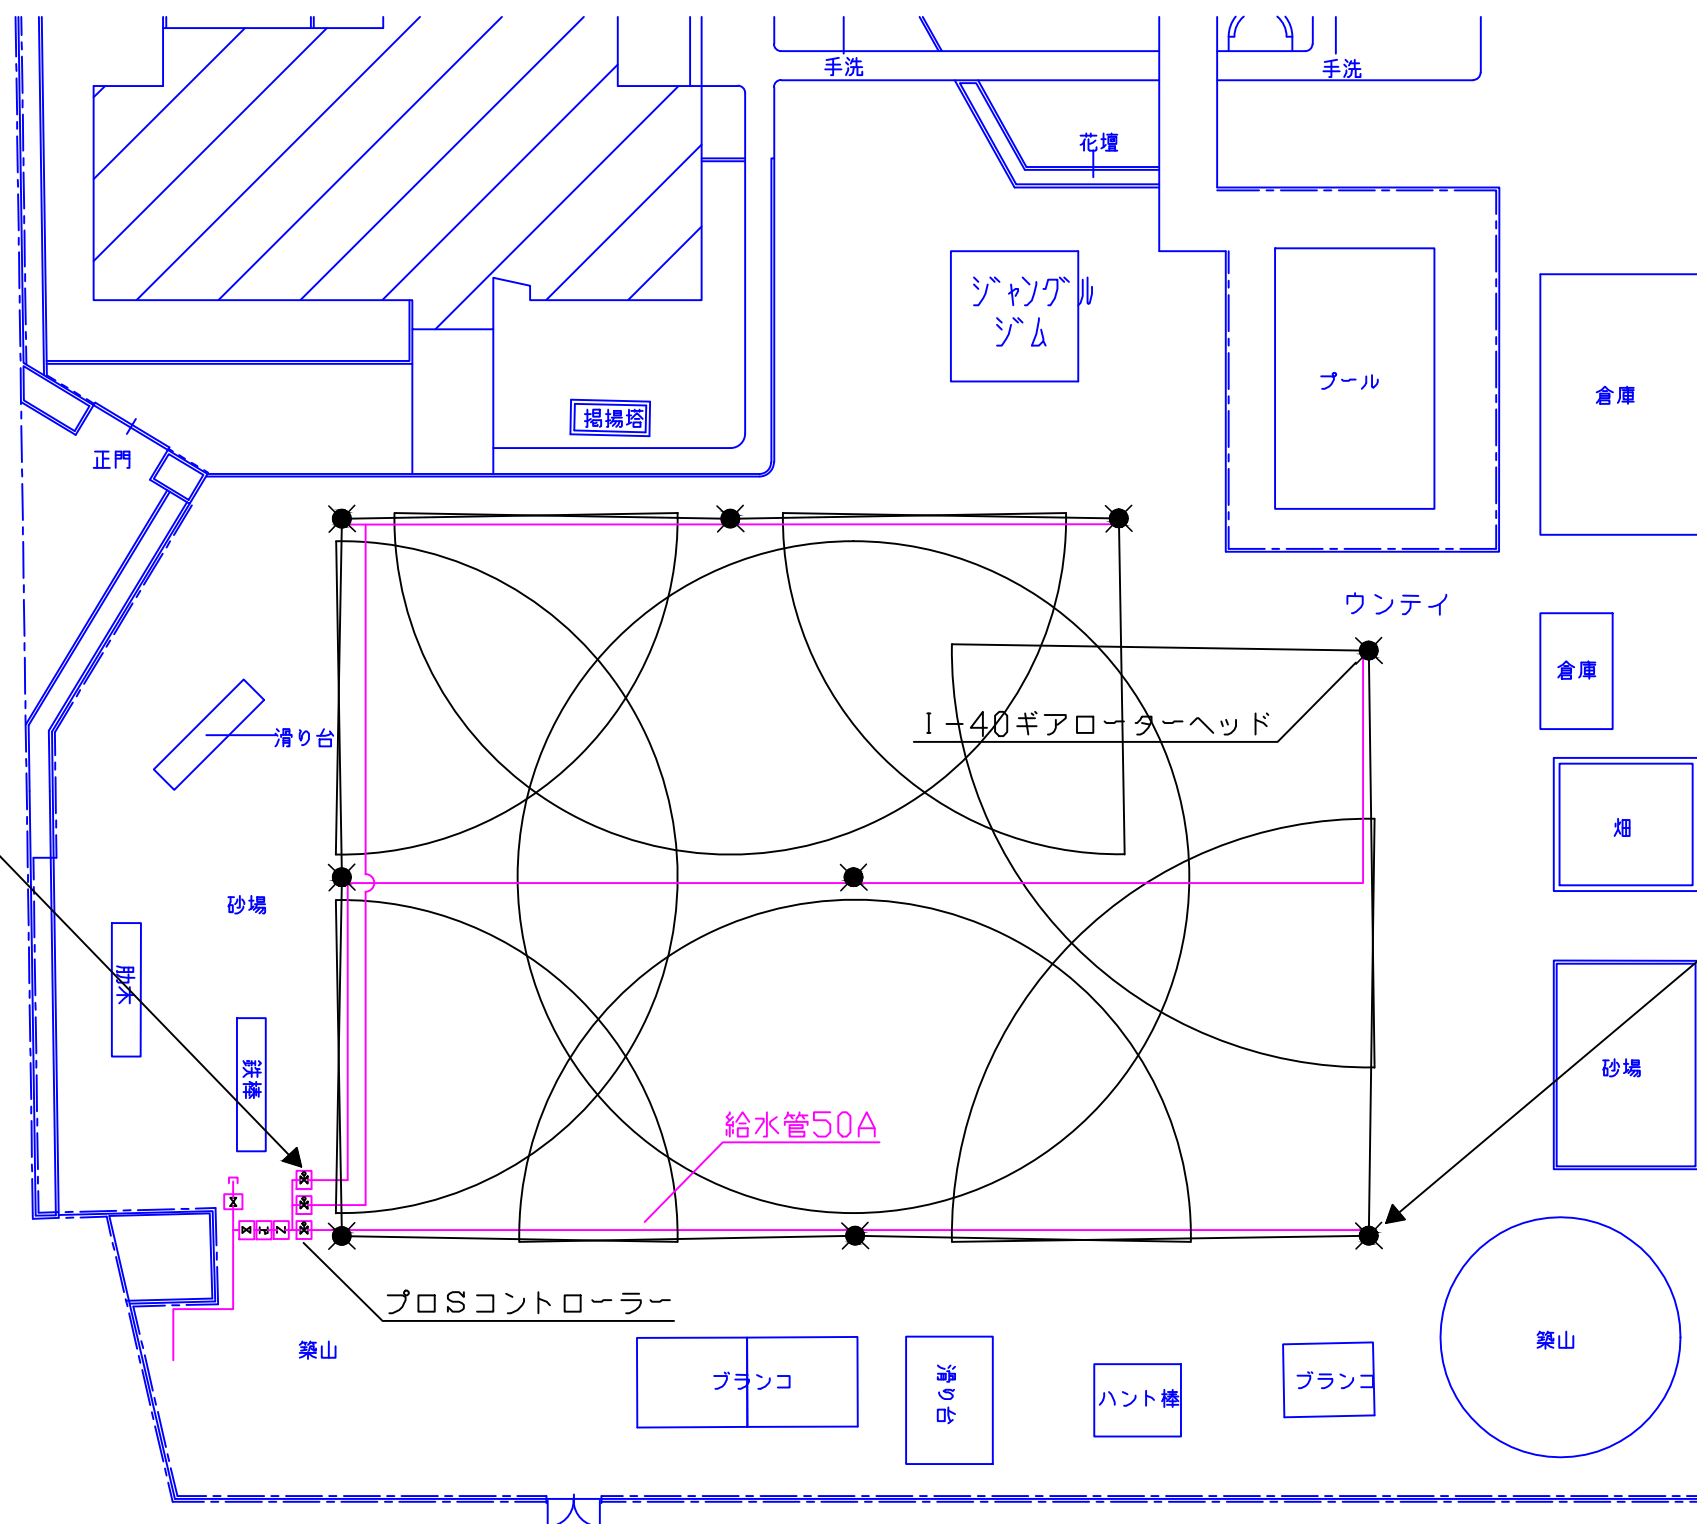 手洗
手洗
花壇
ジャングル
ジム
プール
倉庫
掲揚塔
正門
ウンテイ
倉庫
I－40ギアローターヘッド
滑り台
畑
砂場
肋木
鉄棒
砂場
給水管50A
プロSコントローラー
築山
築山
ブランコ
滑り台
ハント棒
ブランコ